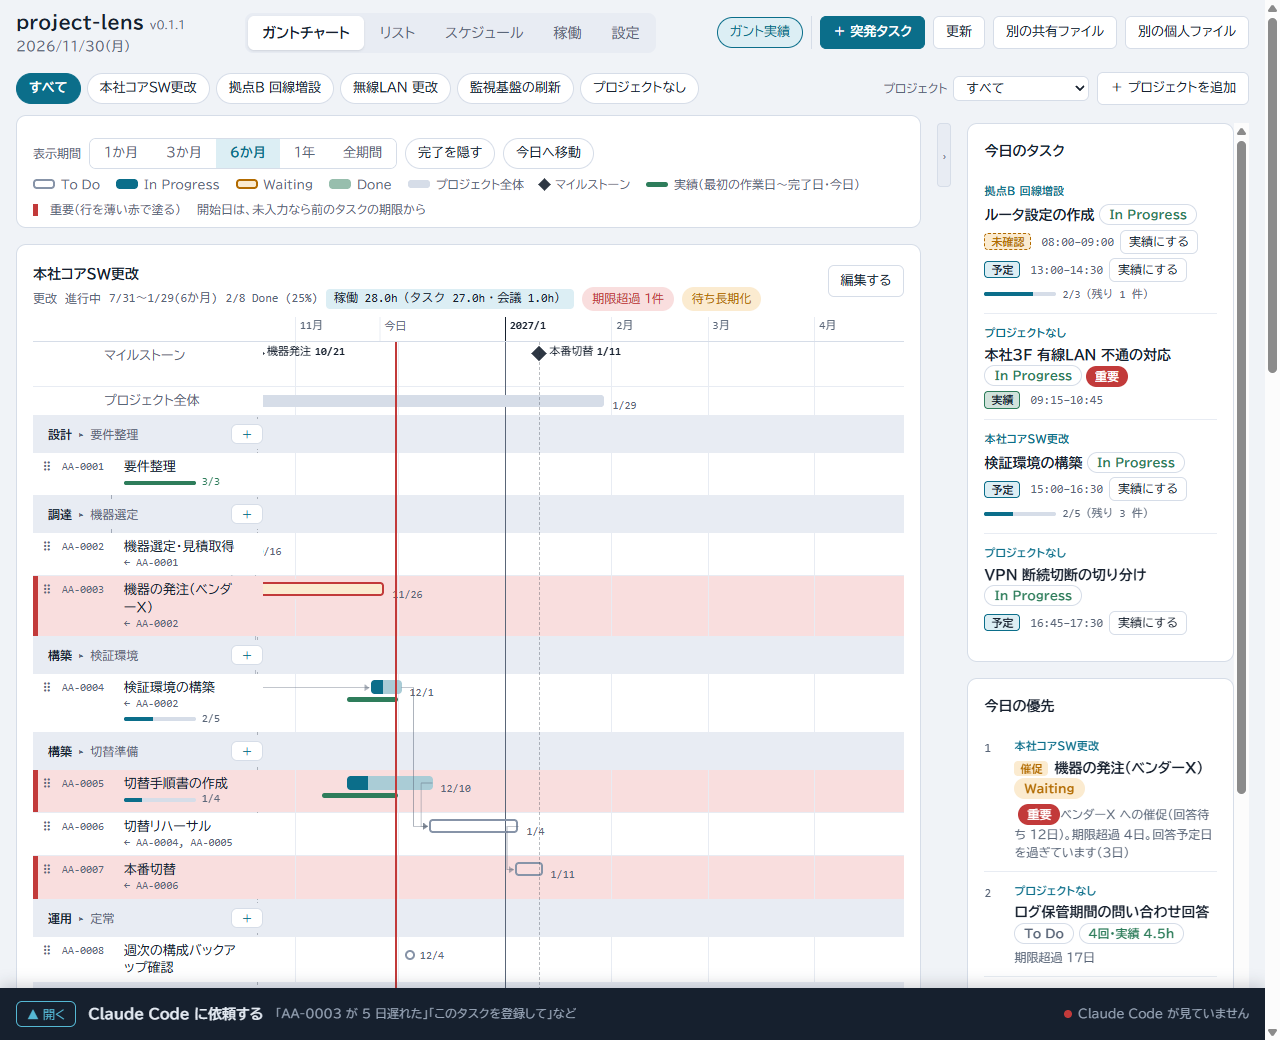 project-lens v0.1.1
2026/11/30(月)
ガントチャート リスト スケジュール 稼働 設定
ガント実績 ＋ 突発タスク 更新 別の共有ファイル 別の個人ファイル
すべて 本社コアSW更改 拠点B 回線増設 無線LAN 更改 監視基盤の刷新 プロジェクトなし
プロジェクト すべて ＋ プロジェクトを追加
表示期間 1か月 3か月 6か月 1年 全期間 完了を隠す 今日へ移動
To Do In Progress Waiting Done プロジェクト全体 マイルストーン 実績(最初の作業日〜完了日・今日)
重要(行を薄い赤で塗る) 開始日は、未入力なら前のタスクの期限から
本社コアSW更改
更改 進行中 7/31〜1/29(6か月) 2/8 Done (25%) 稼働 28.0h (タスク 27.0h・会議 1.0h) 期限超過 1件 待ち長期化
編集する
11月 今日 2027/1 2月 3月 4月
マイルストーン 機器発注 10/21 本番切替 1/11
プロジェクト全体 1/29
設計 ▸ 要件整理 ＋
AA-0001 要件整理
3/3
調達 ▸ 機器選定 ＋
AA-0002 機器選定・見積取得 /16
← AA-0001
AA-0003 機器の発注(ベンダ 11/26
ーX)
← AA-0002
構築 ▸ 検証環境 ＋
AA-0004 検証環境の構築 12/1
← AA-0002
2/5
構築 ▸ 切替準備 ＋
AA-0005 切替手順書の作成 12/10
1/4
AA-0006 切替リハーサル 1/4
← AA-0004, AA-0005
AA-0007 本番切替 1/11
← AA-0006
運用 ▸ 定常 ＋
AA-0008 週次の構成バックア 12/4
ップ確認
›
今日のタスク
拠点B 回線増設
ルータ設定の作成 In Progress
未確認 08:00–09:00 実績にする
予定 13:00–14:30 実績にする
2/3 (残り 1 件)
プロジェクトなし
本社3F 有線LAN 不通の対応
In Progress 重要
実績 09:15–10:45
本社コアSW更改
検証環境の構築 In Progress
予定 15:00–16:30 実績にする
2/5 (残り 3 件)
プロジェクトなし
VPN 断続切断の切り分け
In Progress
予定 16:45–17:30 実績にする
今日の優先
1 本社コアSW更改
催促 機器の発注(ベンダーX)
Waiting
重要 ベンダーX への催促(回答待
ち 12日)。期限超過 4日。回答予定日
を過ぎています(3日)
2 プロジェクトなし
ログ保管期間の問い合わせ回答
To Do 4回・実績 4.5h
期限超過 17日
▲ 開く Claude Code に依頼する 「AA-0003 が 5 日遅れた」「このタスクを登録して」など Claude Code が見ていません